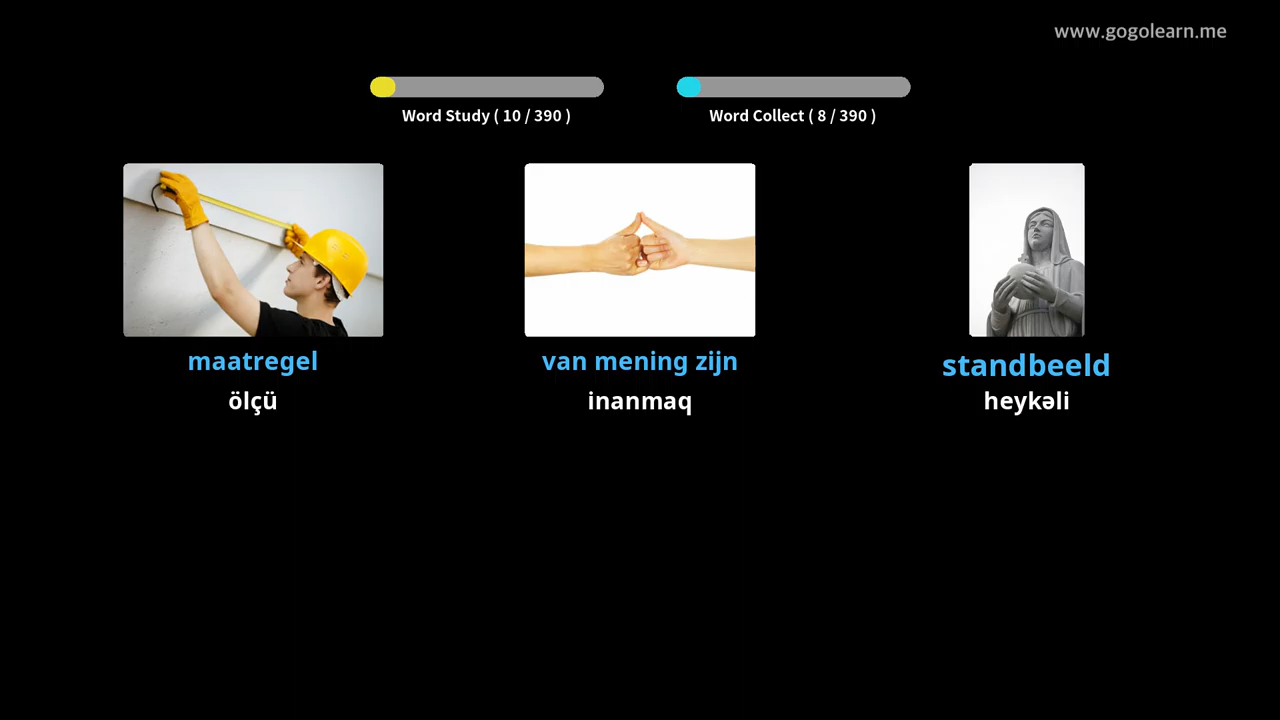 www.gogolearn.me
Word Study ( 10 / 390 )
Word Collect ( 8 / 390 )
maatregel
ölçü
van mening zijn
inanmaq
standbeeld
heykəli